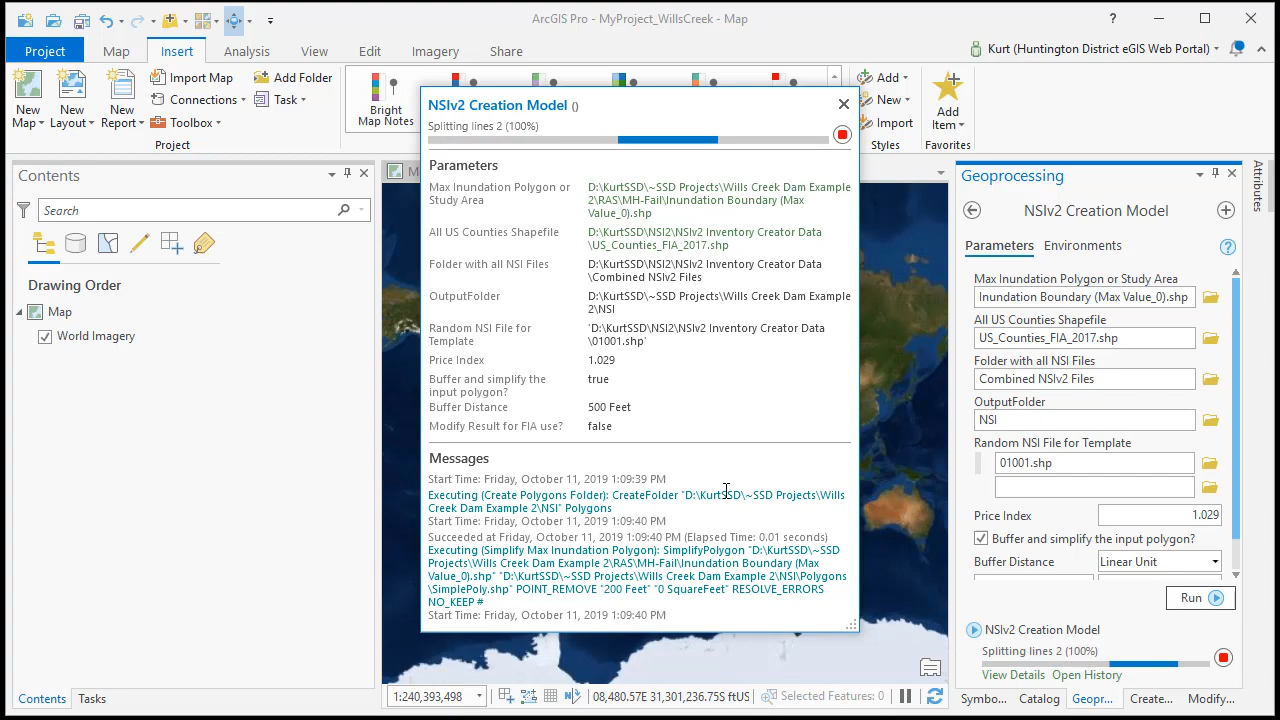 ArcGIS Pro - MyProject_WillsCreek - Map
?
Project Map Insert Analysis View Edit Imagery Share
Kurt (Huntington District eGIS Web Portal)
New Map
New Layout
New Report
Import Map
Connections
Toolbox
Add Folder
Task
Project
Bright Map Notes
Add
New
Import
Styles
Add Item
Favorites
Contents
Search
Drawing Order
Map
World Imagery
Contents Tasks
NSIv2 Creation Model ()
Splitting lines 2 (100%)
Parameters
Max Inundation Polygon or D:\KurtSSD\~SSD Projects\Wills Creek Dam Example
Study Area 2\RAS\MH-Fail\Inundation Boundary (Max
Value_0).shp
All US Counties Shapefile D:\KurtSSD\NSI2\NSIv2 Inventory Creator Data
\US_Counties_FIA_2017.shp
Folder with all NSI Files D:\KurtSSD\NSI2\NSIv2 Inventory Creator Data
\Combined NSIv2 Files
OutputFolder D:\KurtSSD\~SSD Projects\Wills Creek Dam Example
2\NSI
Random NSI File for 'D:\KurtSSD\NSI2\NSIv2 Inventory Creator Data
Template \01001.shp'
Price Index 1.029
Buffer and simplify the true
input polygon?
Buffer Distance 500 Feet
Modify Result for FIA use? false
Messages
Start Time: Friday, October 11, 2019 1:09:39 PM
Executing (Create Polygons Folder): CreateFolder "D:\KurtSSD\~SSD Projects\Wills
Creek Dam Example 2\NSI" Polygons
Start Time: Friday, October 11, 2019 1:09:40 PM
Succeeded at Friday, October 11, 2019 1:09:40 PM (Elapsed Time: 0.01 seconds)
Executing (Simplify Max Inundation Polygon): SimplifyPolygon "D:\KurtSSD\~SSD
Projects\Wills Creek Dam Example 2\RAS\MH-Fail\Inundation Boundary (Max
Value_0).shp" "D:\KurtSSD\~SSD Projects\Wills Creek Dam Example 2\NSI\Polygons
\SimplePoly.shp" POINT_REMOVE "200 Feet" "0 SquareFeet" RESOLVE_ERRORS
NO_KEEP #
Start Time: Friday, October 11, 2019 1:09:40 PM
1:240,393,498
08,480.57E 31,301,236.75S ftUS
Selected Features: 0
Geoprocessing
NSIv2 Creation Model
Parameters Environments
Max Inundation Polygon or Study Area
Inundation Boundary (Max Value_0).shp
All US Counties Shapefile
US_Counties_FIA_2017.shp
Folder with all NSI Files
Combined NSIv2 Files
OutputFolder
NSI
Random NSI File for Template
01001.shp
Price Index 1.029
Buffer and simplify the input polygon?
Buffer Distance Linear Unit
Run
NSIv2 Creation Model
Splitting lines 2 (100%)
View Details Open History
Symbo... Catalog Geopr... Create... Modify...
Attributes